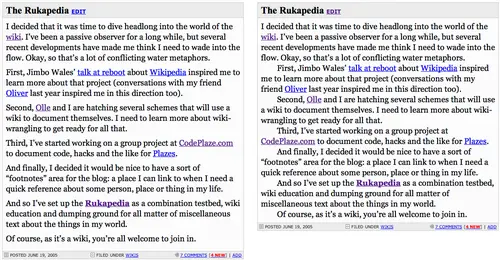 The Rukapedia EDIT
I decided that it was time to dive headlong into the world of the
wiki. I've been a passive observer for a long while, but several
recent developments have made me think I need to wade into the
flow. Okay, so that's a lot of conflicting water metaphors.
First, Jimbo Wales' talk at reboot about Wikipedia inspired me
to learn more about that project (conversations with my friend
Oliver last year inspired me in this direction too).
Second, Olle and I are hatching several schemes that will use a
wiki to document themselves. I need to learn more about wiki-
wrangling to get ready for all that.
Third, I've started working on a group project at CodePlaze.com
to document code, hacks and the like for Plazes.
And finally, I decided it would be nice to have a sort of
"footnotes" area for the blog: a place I can link to when I need a
quick reference about some person, place or thing in my life.
And so I've set up the Rukapedia as a combination testbed, wiki
education and dumping ground for all matter of miscellaneous
text about the things in my world.
Of course, as it's a wiki, you're all welcome to join in.
POSTED JUNE 19, 2005
FILED UNDER WIKIS
7 COMMENTS (4 NEW!) | ADD
The Rukapedia EDIT
I decided that it was time to dive headlong into the world of the
wiki. I've been a passive observer for a long while, but several
recent developments have made me think I need to wade into the
flow. Okay, so that's a lot of conflicting water metaphors.
First, Jimbo Wales' talk at reboot about Wikipedia inspired me
to learn more about that project (conversations with my friend
Oliver last year inspired me in this direction too).
Second, Olle and I are hatching several schemes that will use
a wiki to document themselves. I need to learn more about wiki-
wrangling to get ready for all that.
Third, I've started working on a group project at
CodePlaze.com to document code, hacks and the like for Plazes.
And finally, I decided it would be nice to have a sort of
"footnotes" area for the blog: a place I can link to when I need a
quick reference about some person, place or thing in my life.
And so I've set up the Rukapedia as a combination testbed,
wiki education and dumping ground for all matter of
miscellaneous text about the things in my world.
Of course, as it's a wiki, you're all welcome to join in.
POSTED JUNE 19, 2005
FILED UNDER WIKIS
7 COMMENTS (4 NEW!) | ADD